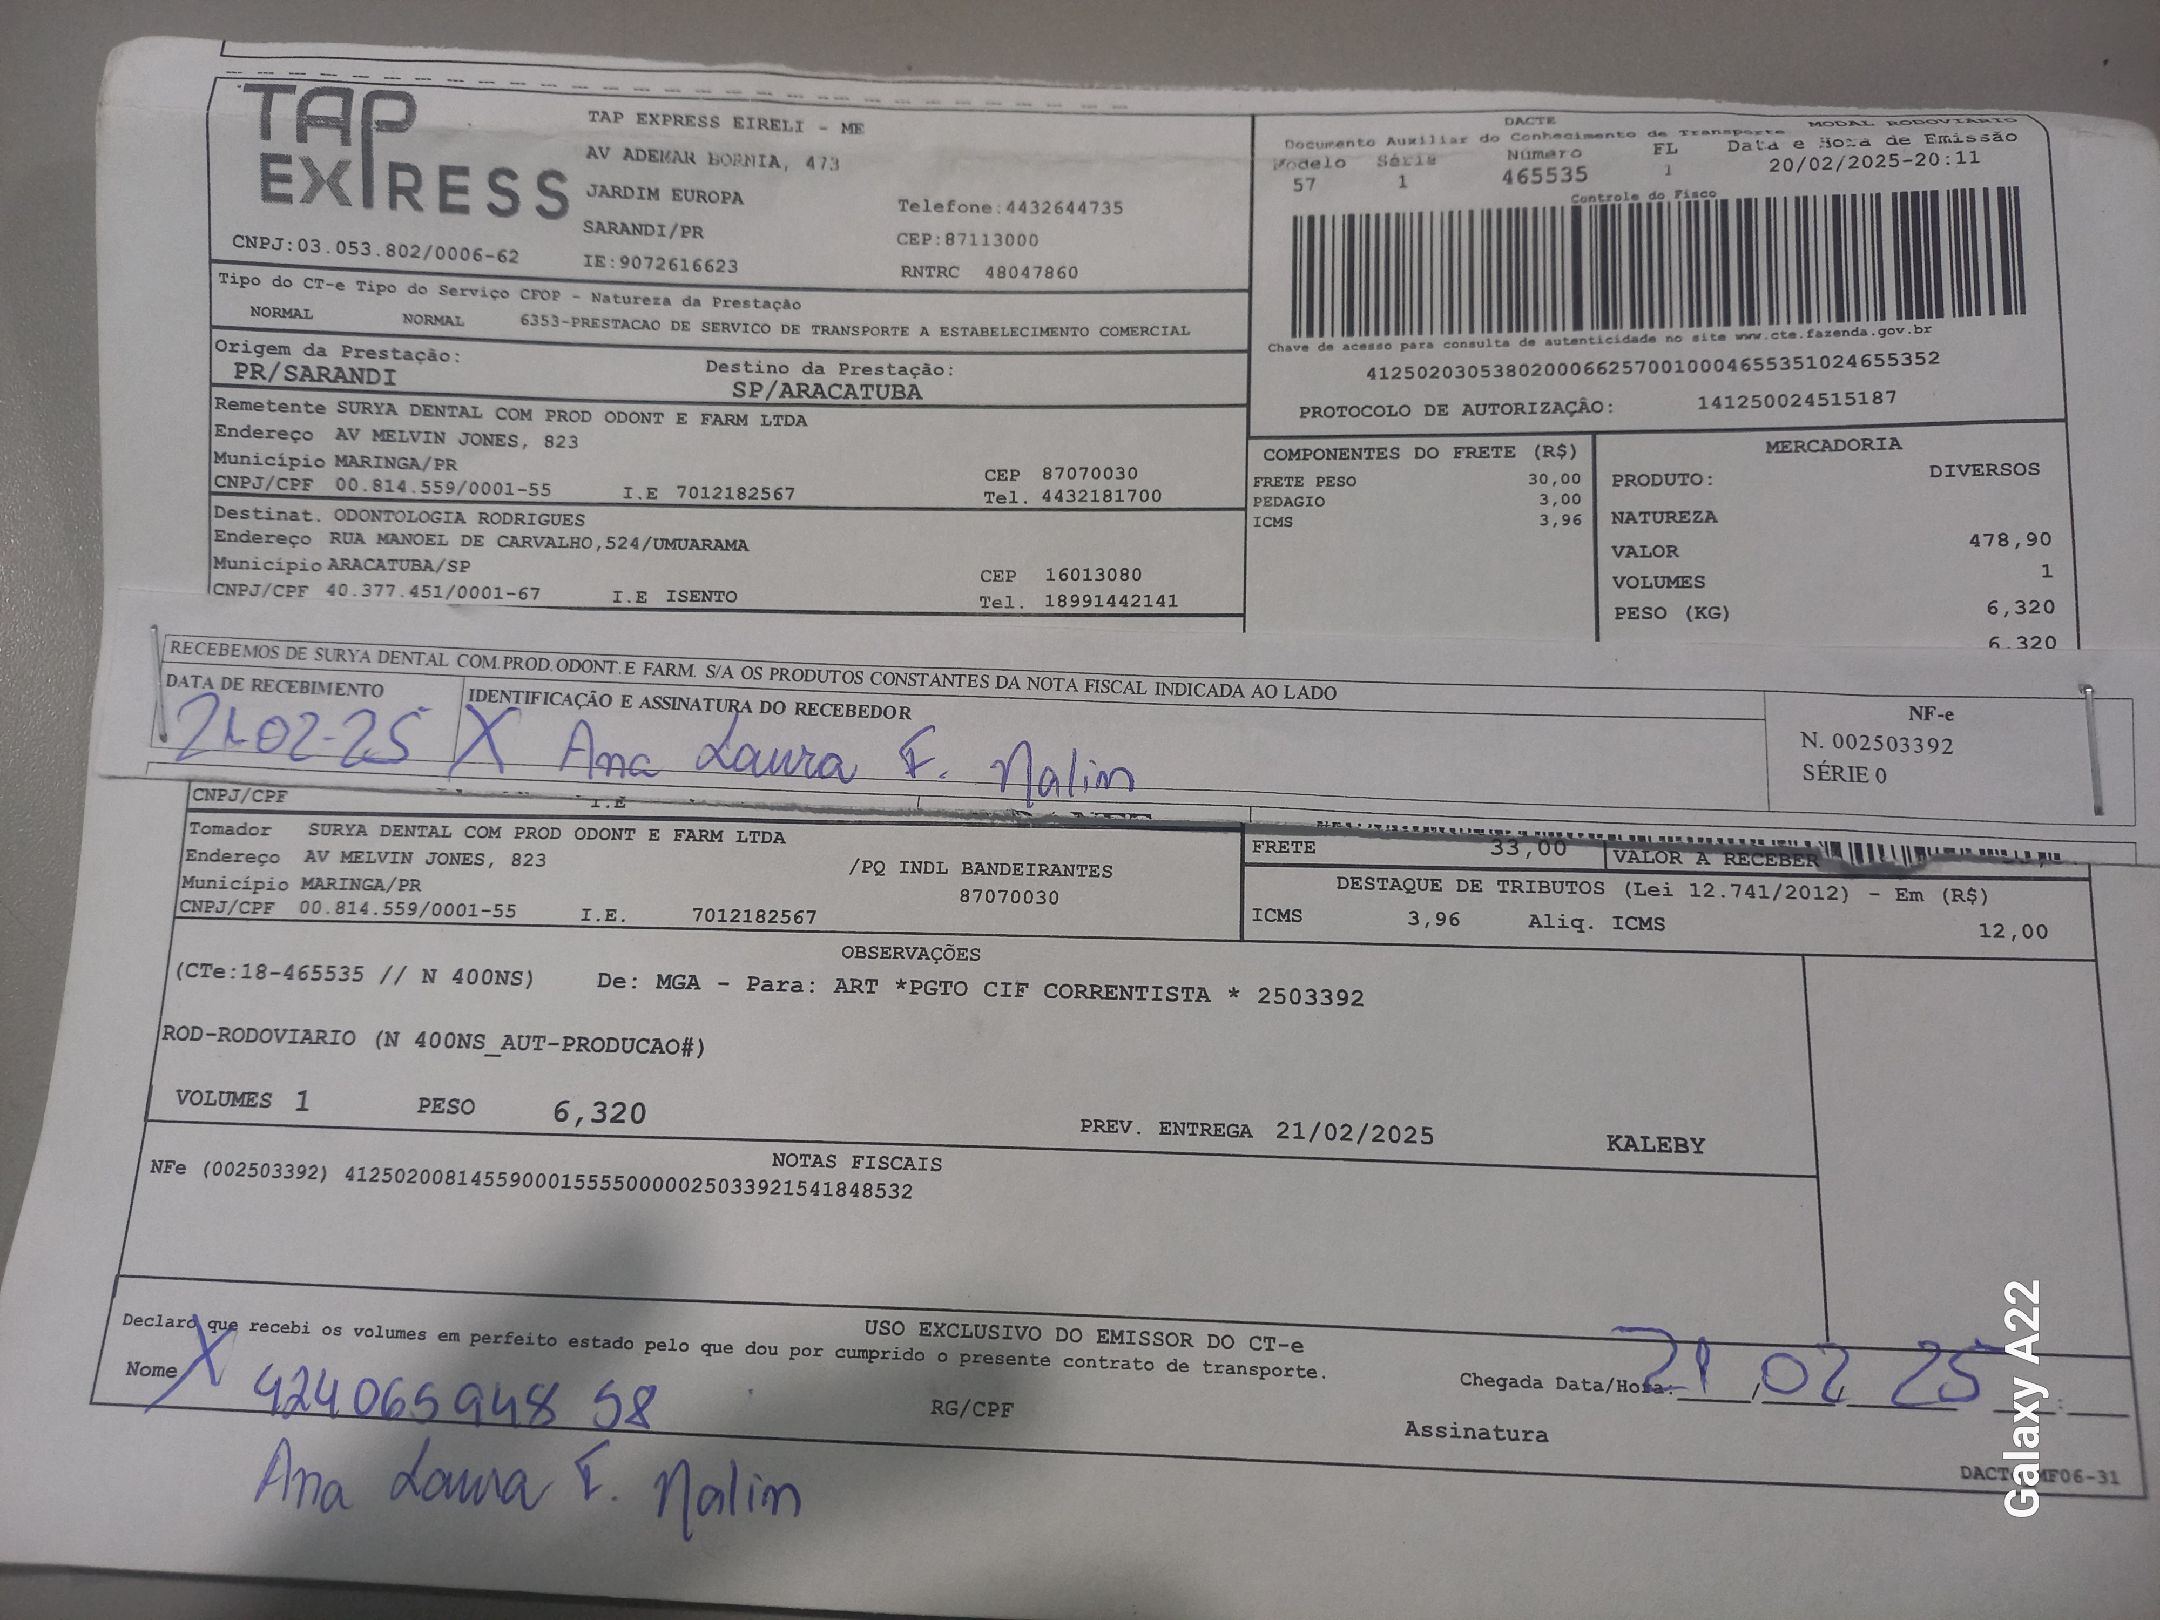 TAP EXPRESS
TAP EXPRESS EIRELI - ME
AV ADEMAR BORNIA, 473
JARDIM EUROPA
SARANDI/PR
IE:9072616623
Telefone:4432644735
CEP:87113000
RNTRC 48047860
CNPJ:03.053.802/0006-62
DACTE
MODAL RODOVIARIO
Documento Auxiliar do Conhecimento de Transporte
Modelo Série Número FL Data e Hora de Emissão
57 1 465535 1 20/02/2025-20:11
Controle do Fisco
Chave de acesso para consulta de autenticidade no site www.cte.fazenda.gov.br
41250203053802000662570010004655351024655352
PROTOCOLO DE AUTORIZAÇÂO: 141250024515187
Tipo do CT-e Tipo do Serviço CFOP - Natureza da Prestação
NORMAL NORMAL 6353-PRESTACAO DE SERVICO DE TRANSPORTE A ESTABELECIMENTO COMERCIAL
Origem da Prestação: Destino da Prestação:
PR/SARANDI SP/ARACATUBA
Remetente SURYA DENTAL COM PROD ODONT E FARM LTDA
Endereço AV MELVIN JONES, 823
Município MARINGA/PR CEP 87070030
CNPJ/CPF 00.814.559/0001-55 I.E 7012182567 Tel. 4432181700
Destinat. ODONTOLOGIA RODRIGUES
Endereço RUA MANOEL DE CARVALHO,524/UMUARAMA
Município ARACATUBA/SP CEP 16013080
CNPJ/CPF 40.377.451/0001-67 I.E ISENTO Tel. 18991442141
COMPONENTES DO FRETE (R$)
FRETE PESO 30,00
PEDAGIO 3,00
ICMS 3,96
MERCADORIA
PRODUTO: DIVERSOS
NATUREZA
VALOR 478,90
VOLUMES 1
PESO (KG) 6,320
6,320
RECEBEMOS DE SURYA DENTAL COM.PROD.ODONT.E FARM. S/A OS PRODUTOS CONSTANTES DA NOTA FISCAL INDICADA AO LADO
DATA DE RECEBIMENTO IDENTIFICAÇÃO E ASSINATURA DO RECEBEDOR
21-02-25 X Ana Laura F. Nalim
NF-e
N. 002503392
SÉRIE 0
CNPJ/CPF I.E
Tomador SURYA DENTAL COM PROD ODONT E FARM LTDA
Endereço AV MELVIN JONES, 823 /PQ INDL BANDEIRANTES
Município MARINGA/PR 87070030
CNPJ/CPF 00.814.559/0001-55 I.E. 7012182567
FRETE 33,00 VALOR A RECEBER
DESTAQUE DE TRIBUTOS (Lei 12.741/2012) - Em (R$)
ICMS 3,96 Aliq. ICMS 12,00
OBSERVAÇÕES
(CTe:18-465535 // N 400NS) De: MGA - Para: ART *PGTO CIF CORRENTISTA * 2503392
ROD-RODOVIARIO (N 400NS_AUT-PRODUCAO#)
VOLUMES 1 PESO 6,320 PREV. ENTREGA 21/02/2025 KALEBY
NOTAS FISCAIS
NFe (002503392) 41250200814559000155550000025033921541848532
USO EXCLUSIVO DO EMISSOR DO CT-e
Declaro que recebi os volumes em perfeito estado pelo que dou por cumprido o presente contrato de transporte.
Nome X 424065948 58 RG/CPF
Chegada Data/Hora: 21 02 25
Assinatura
Ana Laura F. Nalim
Galaxy A22